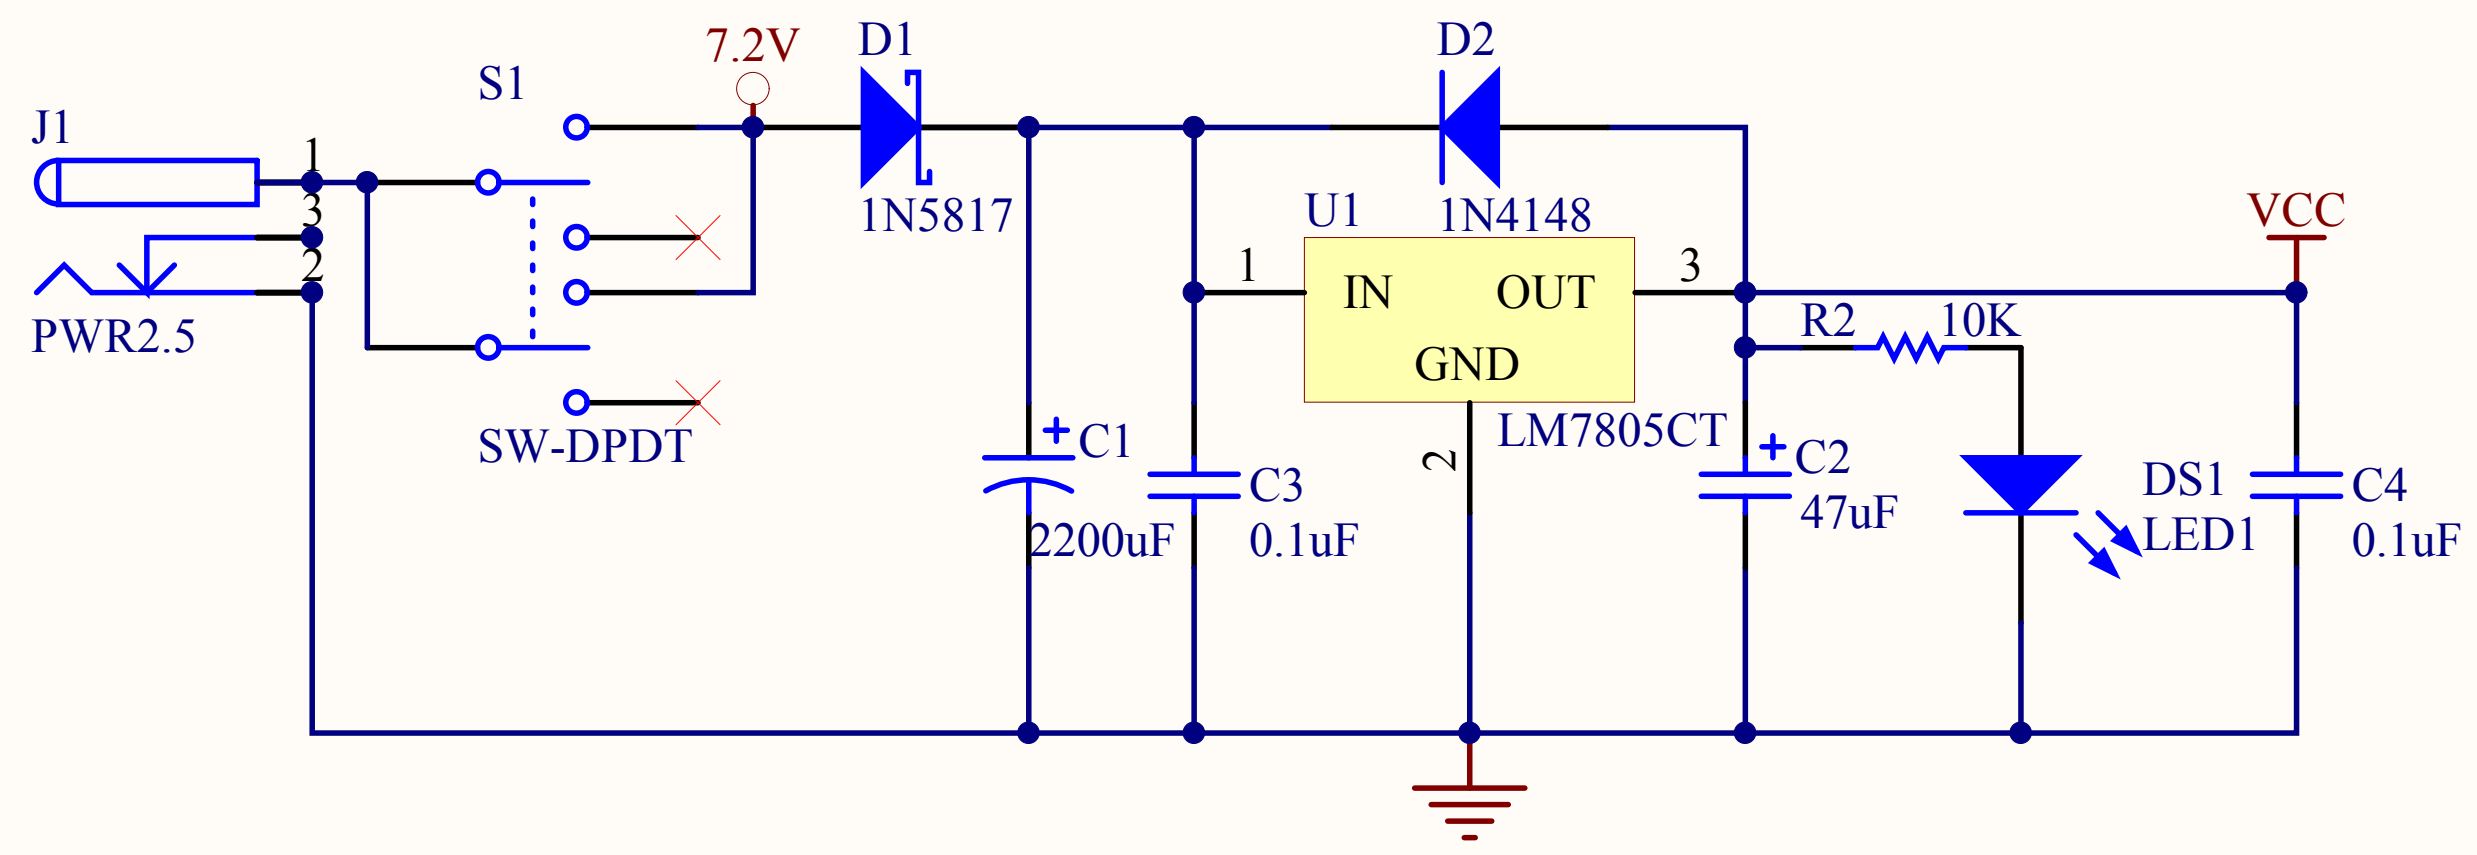 J1
1
3
2
PWR2.5
S1
SW-DPDT
7.2V
D1
1N5817
D2
1N4148
U1
1
IN
OUT
3
GND
2
LM7805CT
C1
2200uF
C3
0.1uF
R2
10K
C2
47uF
DS1
LED1
VCC
C4
0.1uF